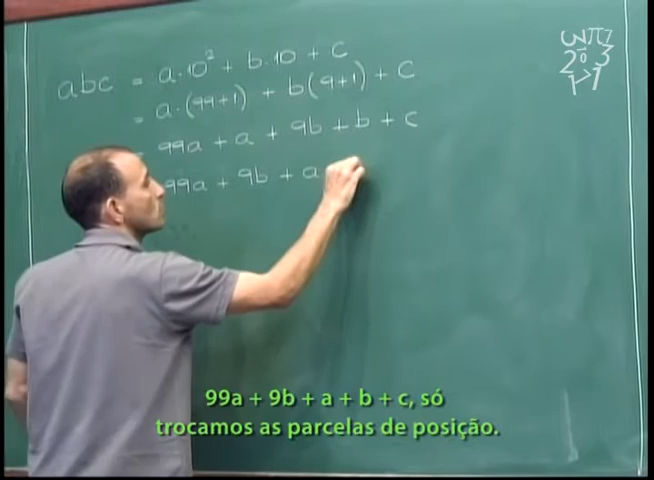 abc = a·10² + b·10 + c
= a·(99+1) + b(9+1) + c
= 99a + a + 9b + b + c
99a + 9b + a
99a + 9b + a + b + c, só
trocamos as parcelas de posição.